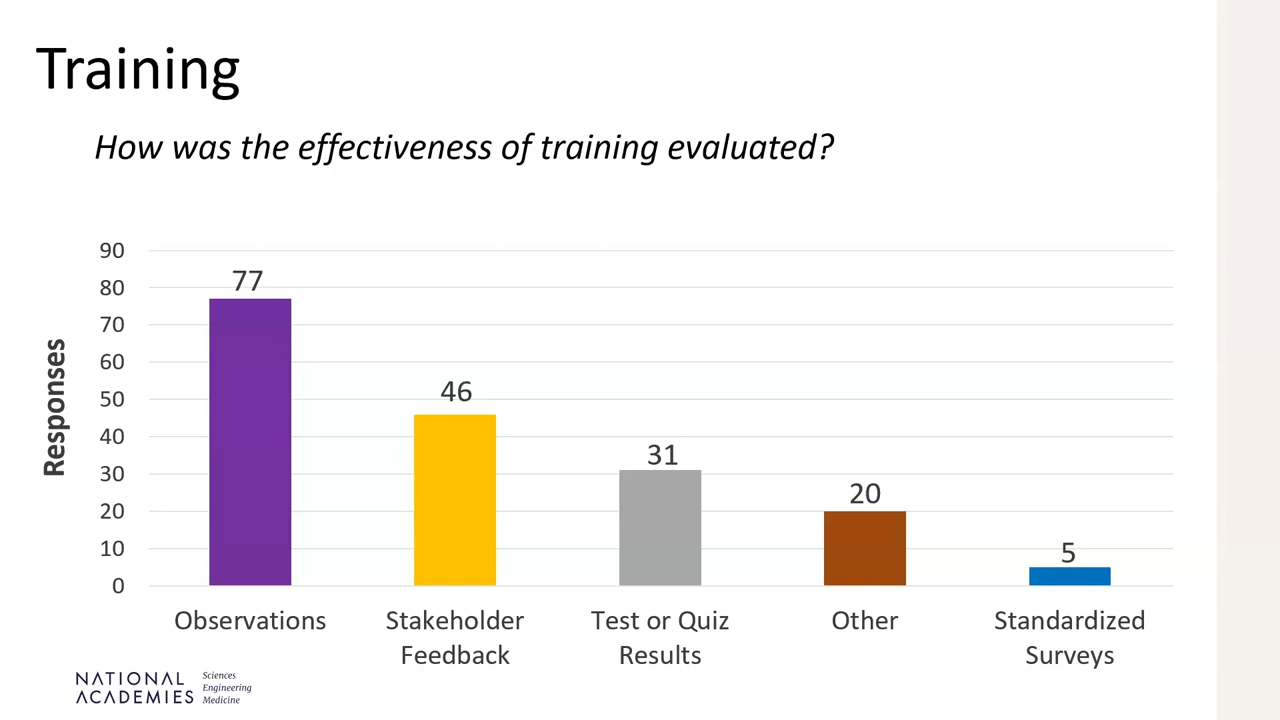 Training
How was the effectiveness of training evaluated?
Responses
90
80
70
60
50
40
30
20
10
0
77
46
31
20
5
Observations
Stakeholder
Feedback
Test or Quiz
Results
Other
Standardized
Surveys
NATIONAL
ACADEMIES
Sciences
Engineering
Medicine